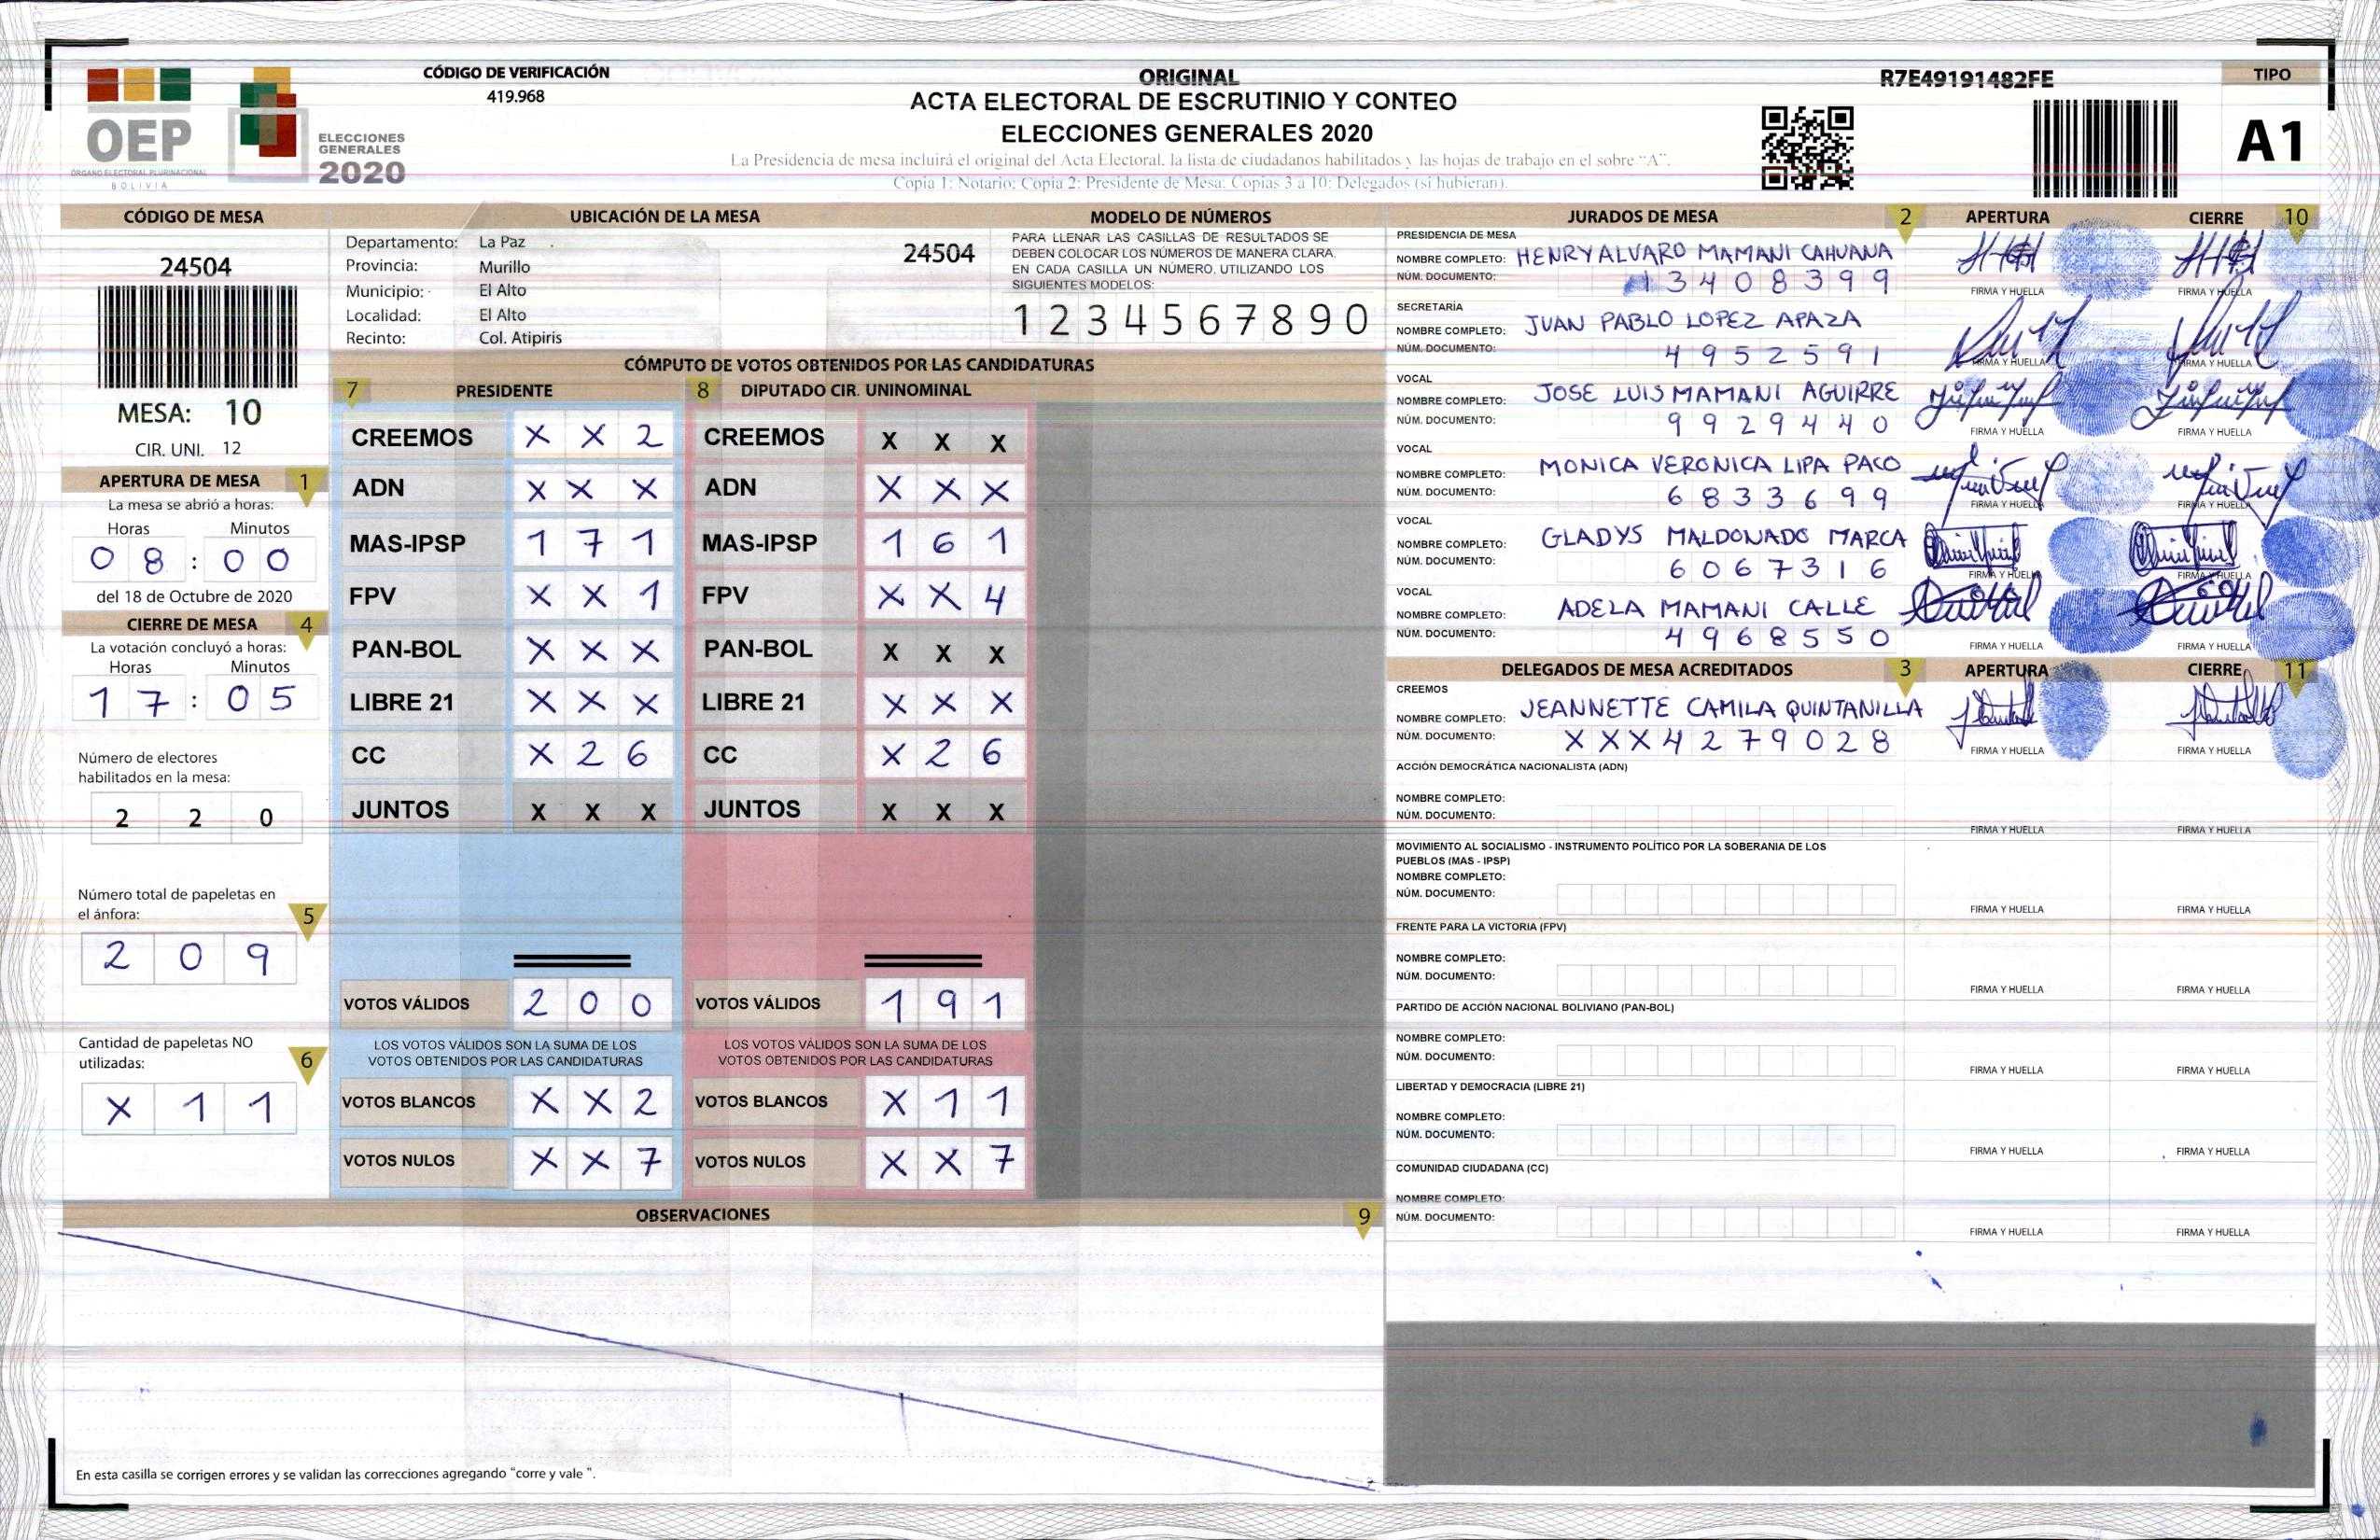 OEP
ÓRGANO ELECTORAL PLURINACIONAL
BOLIVIA
ELECCIONES
GENERALES
2020
CÓDIGO DE VERIFICACIÓN
419.968
ORIGINAL
ACTA ELECTORAL DE ESCRUTINIO Y CONTEO
ELECCIONES GENERALES 2020
La Presidencia de mesa incluirá el original del Acta Electoral, la lista de ciudadanos habilitados y las hojas de trabajo en el sobre "A".
Copia 1: Notario; Copia 2: Presidente de Mesa; Copias 3 a 10: Delegados (si hubieran).
R7E49191482FE
TIPO
A1
CÓDIGO DE MESA
24504
MESA: 10
CIR. UNI. 12
APERTURA DE MESA 1
La mesa se abrió a horas:
Horas Minutos
0 8 : 0 0
del 18 de Octubre de 2020
CIERRE DE MESA 4
La votación concluyó a horas:
Horas Minutos
1 7 : 0 5
Número de electores
habilitados en la mesa:
2 2 0
Número total de papeletas en
el ánfora: 5
2 0 9
Cantidad de papeletas NO
utilizadas: 6
X 1 1
UBICACIÓN DE LA MESA
Departamento: La Paz
Provincia: Murillo
Municipio: El Alto
Localidad: El Alto
Recinto: Col. Atipiris
24504
MODELO DE NÚMEROS
PARA LLENAR LAS CASILLAS DE RESULTADOS SE
DEBEN COLOCAR LOS NÚMEROS DE MANERA CLARA,
EN CADA CASILLA UN NÚMERO, UTILIZANDO LOS
SIGUIENTES MODELOS:
1 2 3 4 5 6 7 8 9 0
CÓMPUTO DE VOTOS OBTENIDOS POR LAS CANDIDATURAS
7 PRESIDENTE 8 DIPUTADO CIR. UNINOMINAL
CREEMOS X X 2 CREEMOS X X X
ADN X X X ADN X X X
MAS-IPSP 1 7 1 MAS-IPSP 1 6 1
FPV X X 1 FPV X X 4
PAN-BOL X X X PAN-BOL X X X
LIBRE 21 X X X LIBRE 21 X X X
CC X 2 6 CC X 2 6
JUNTOS X X X JUNTOS X X X
VOTOS VÁLIDOS 2 0 0 VOTOS VÁLIDOS 1 9 1
LOS VOTOS VÁLIDOS SON LA SUMA DE LOS LOS VOTOS VÁLIDOS SON LA SUMA DE LOS
VOTOS OBTENIDOS POR LAS CANDIDATURAS VOTOS OBTENIDOS POR LAS CANDIDATURAS
VOTOS BLANCOS X X 2 VOTOS BLANCOS X 1 1
VOTOS NULOS X X 7 VOTOS NULOS X X 7
OBSERVACIONES 9
En esta casilla se corrigen errores y se validan las correcciones agregando "corre y vale ".
JURADOS DE MESA 2 APERTURA CIERRE 10
PRESIDENCIA DE MESA
NOMBRE COMPLETO: HENRY ALVARO MAMANI CAHUANA
NÚM. DOCUMENTO: 1 3 4 0 8 3 9 9
FIRMA Y HUELLA FIRMA Y HUELLA
SECRETARÍA
NOMBRE COMPLETO: JUAN PABLO LOPEZ APAZA
NÚM. DOCUMENTO: 4 9 5 2 5 9 1
FIRMA Y HUELLA FIRMA Y HUELLA
VOCAL
NOMBRE COMPLETO: JOSE LUIS MAMANI AGUIRRE
NÚM. DOCUMENTO: 9 9 2 9 4 4 0
FIRMA Y HUELLA FIRMA Y HUELLA
VOCAL
NOMBRE COMPLETO: MONICA VERONICA LIPA PACO
NÚM. DOCUMENTO: 6 8 3 3 6 9 9
FIRMA Y HUELLA FIRMA Y HUELLA
VOCAL
NOMBRE COMPLETO: GLADYS MALDONADO MARCA
NÚM. DOCUMENTO: 6 0 6 7 3 1 6
FIRMA Y HUELLA FIRMA Y HUELLA
VOCAL
NOMBRE COMPLETO: ADELA MAMANI CALLE
NÚM. DOCUMENTO: 4 9 6 8 5 5 0
FIRMA Y HUELLA FIRMA Y HUELLA
DELEGADOS DE MESA ACREDITADOS 3 APERTURA CIERRE 11
CREEMOS
NOMBRE COMPLETO: JEANNETTE CAMILA QUINTANILLA
NÚM. DOCUMENTO: X X X 4 2 7 9 0 2 8
FIRMA Y HUELLA FIRMA Y HUELLA
ACCIÓN DEMOCRÁTICA NACIONALISTA (ADN)
NOMBRE COMPLETO:
NÚM. DOCUMENTO:
FIRMA Y HUELLA FIRMA Y HUELLA
MOVIMIENTO AL SOCIALISMO - INSTRUMENTO POLÍTICO POR LA SOBERANIA DE LOS
PUEBLOS (MAS - IPSP)
NOMBRE COMPLETO:
NÚM. DOCUMENTO:
FIRMA Y HUELLA FIRMA Y HUELLA
FRENTE PARA LA VICTORIA (FPV)
NOMBRE COMPLETO:
NÚM. DOCUMENTO:
FIRMA Y HUELLA FIRMA Y HUELLA
PARTIDO DE ACCIÓN NACIONAL BOLIVIANO (PAN-BOL)
NOMBRE COMPLETO:
NÚM. DOCUMENTO:
FIRMA Y HUELLA FIRMA Y HUELLA
LIBERTAD Y DEMOCRACIA (LIBRE 21)
NOMBRE COMPLETO:
NÚM. DOCUMENTO:
FIRMA Y HUELLA FIRMA Y HUELLA
COMUNIDAD CIUDADANA (CC)
NOMBRE COMPLETO:
NÚM. DOCUMENTO:
FIRMA Y HUELLA FIRMA Y HUELLA